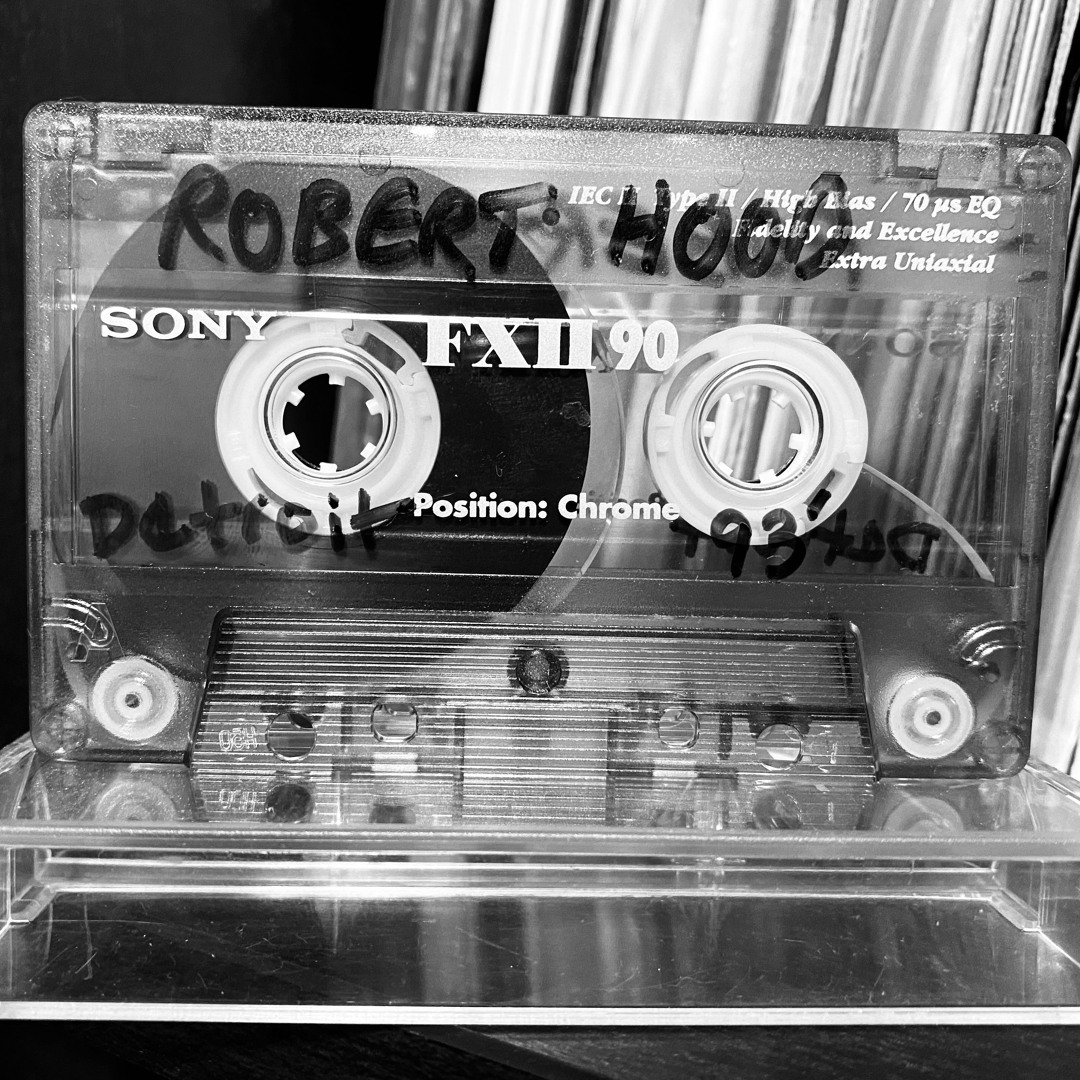 ROBERT HOOD
IEC II Type II / High Bias / 70 µs EQ
Fidelity and Excellence
Extra Uniaxial
SONY FXII 90
Detroit Position: Chrome